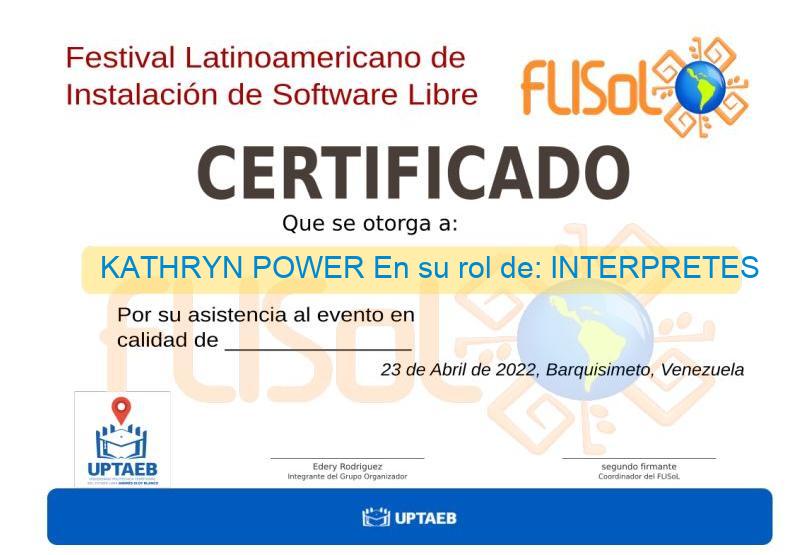 Festival Latinoamericano de
Instalación de Software Libre
FLISoL
CERTIFICADO
Que se otorga a:
KATHRYN POWER En su rol de: INTERPRETES
Por su asistencia al evento en
calidad de _________________
23 de Abril de 2022, Barquisimeto, Venezuela
UPTAEB
Edery Rodriguez
Integrante del Grupo Organizador
segundo firmante
Coordinador del FLISoL
UPTAEB